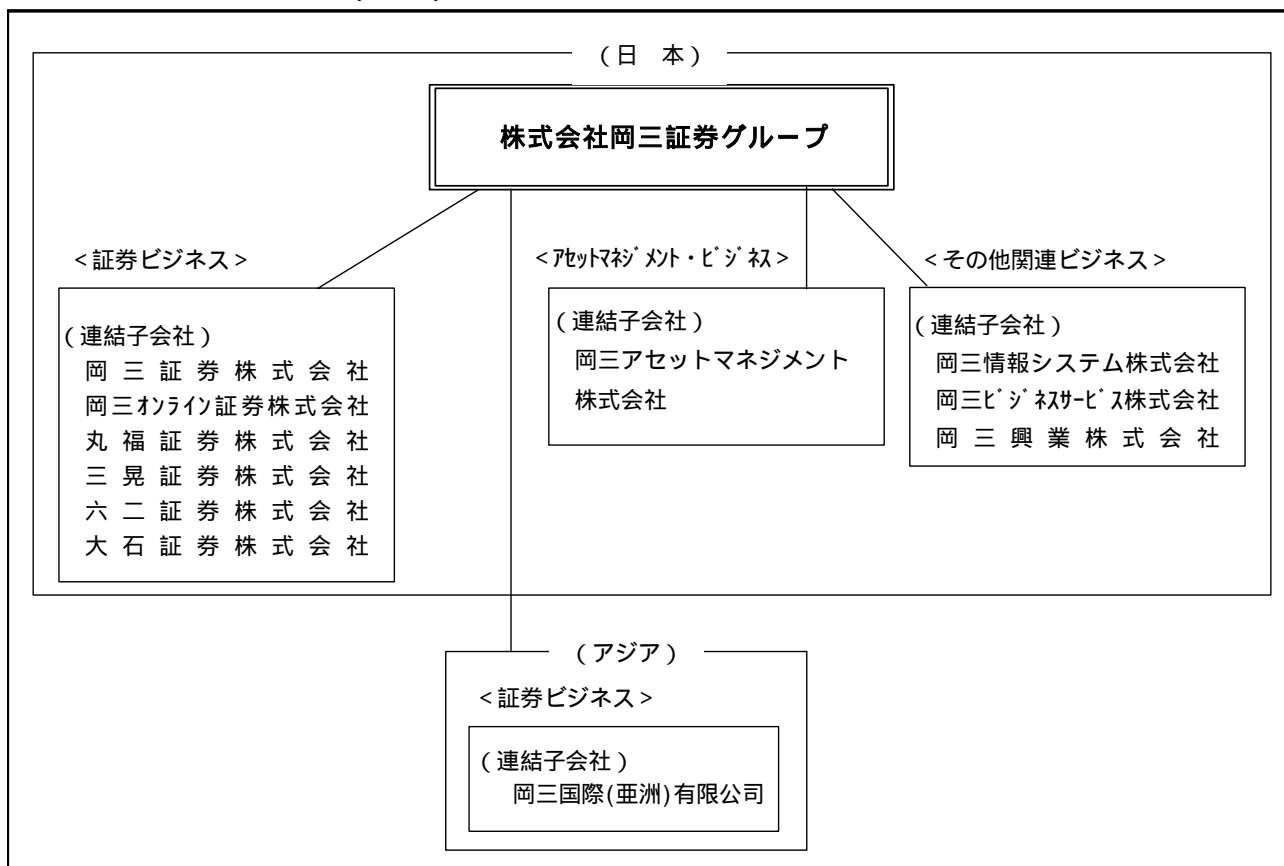 （日　本）
株式会社岡三証券グループ
＜証券ビジネス＞
（連結子会社）
岡三証券株式会社
岡三ｵﾝﾗｲﾝ証券株式会社
丸福証券株式会社
三晃証券株式会社
六二証券株式会社
大石証券株式会社
＜ｱｾｯﾄﾏﾈｼﾞﾒﾝﾄ・ﾋﾞｼﾞﾈｽ＞
（連結子会社）
岡三アセットマネジメント
株式会社
＜その他関連ビジネス＞
（連結子会社）
岡三情報システム株式会社
岡三ﾋﾞｼﾞﾈｽｻｰﾋﾞｽ株式会社
岡三興業株式会社
（アジア）
＜証券ビジネス＞
（連結子会社）
岡三国際(亜洲)有限公司